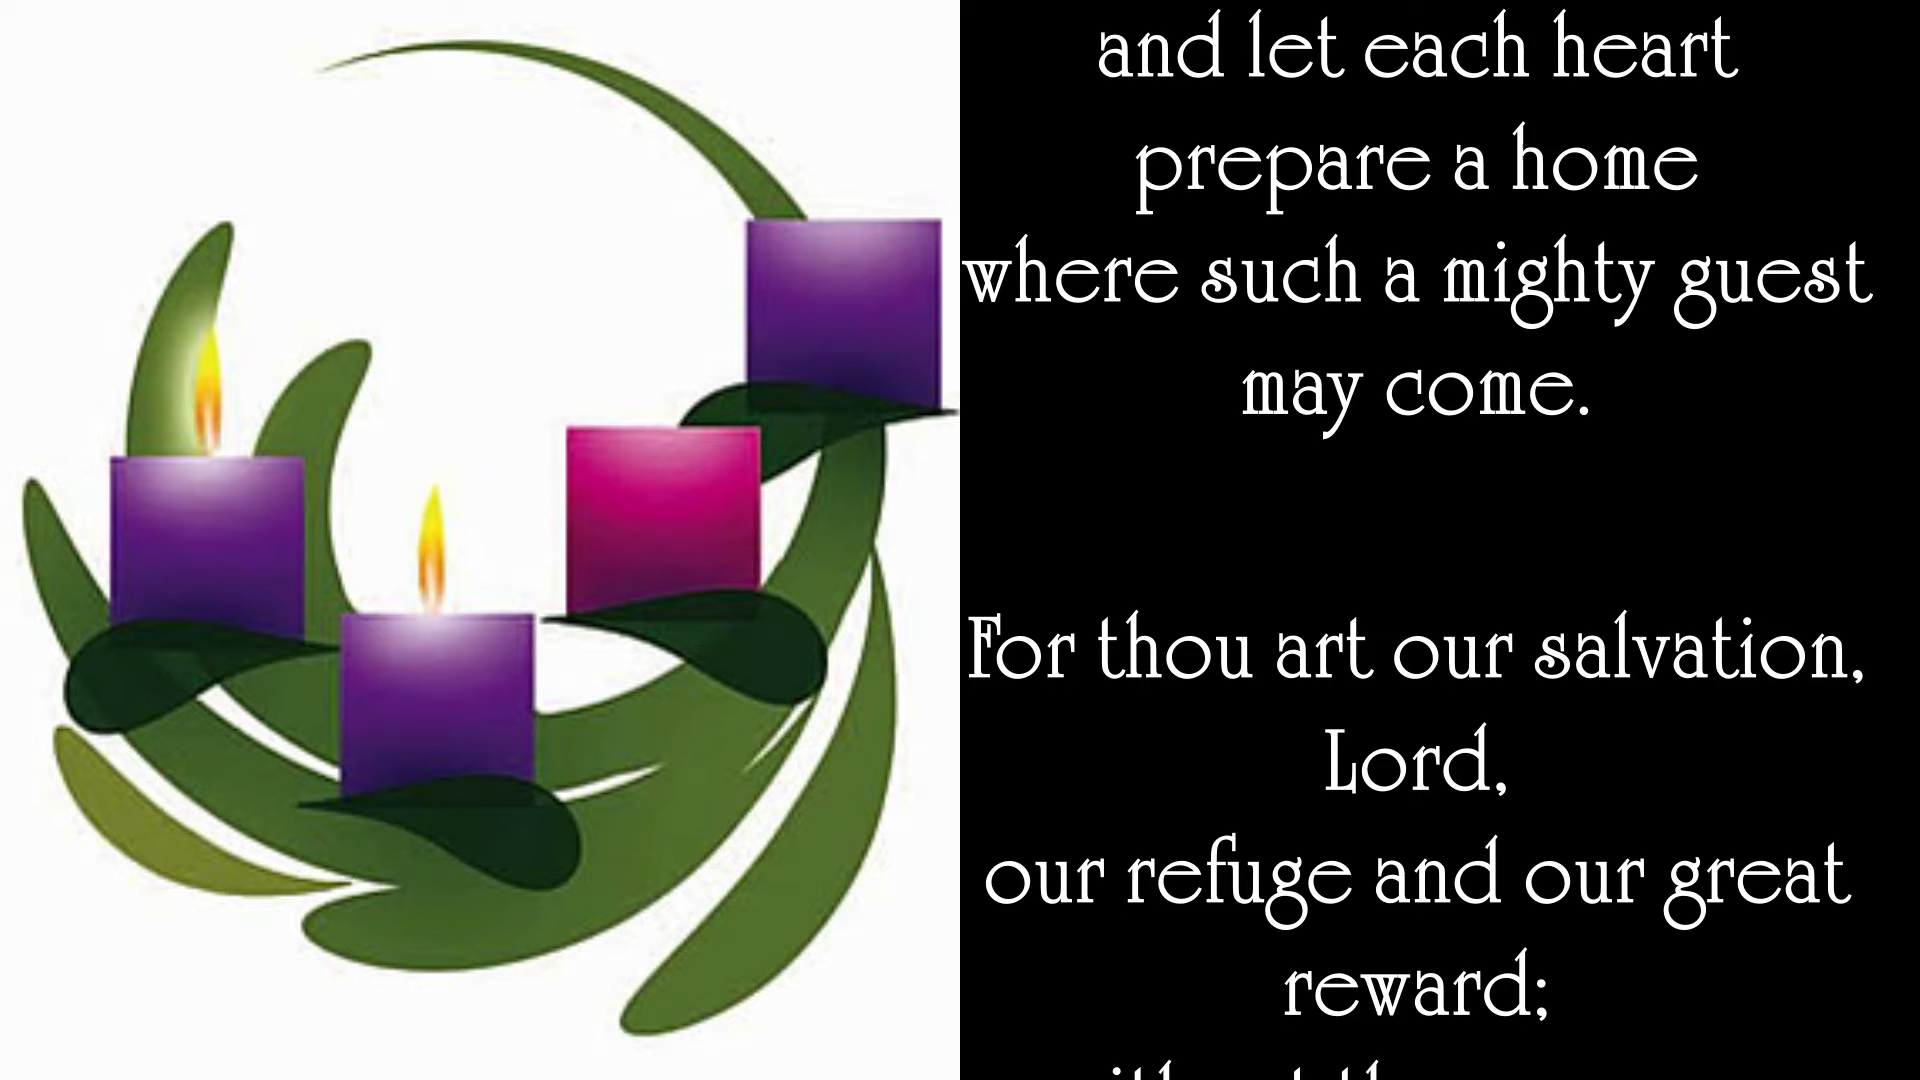 and let each heart
prepare a home
where such a mighty guest
may come.
For thou art our salvation,
Lord,
our refuge and our great
reward;